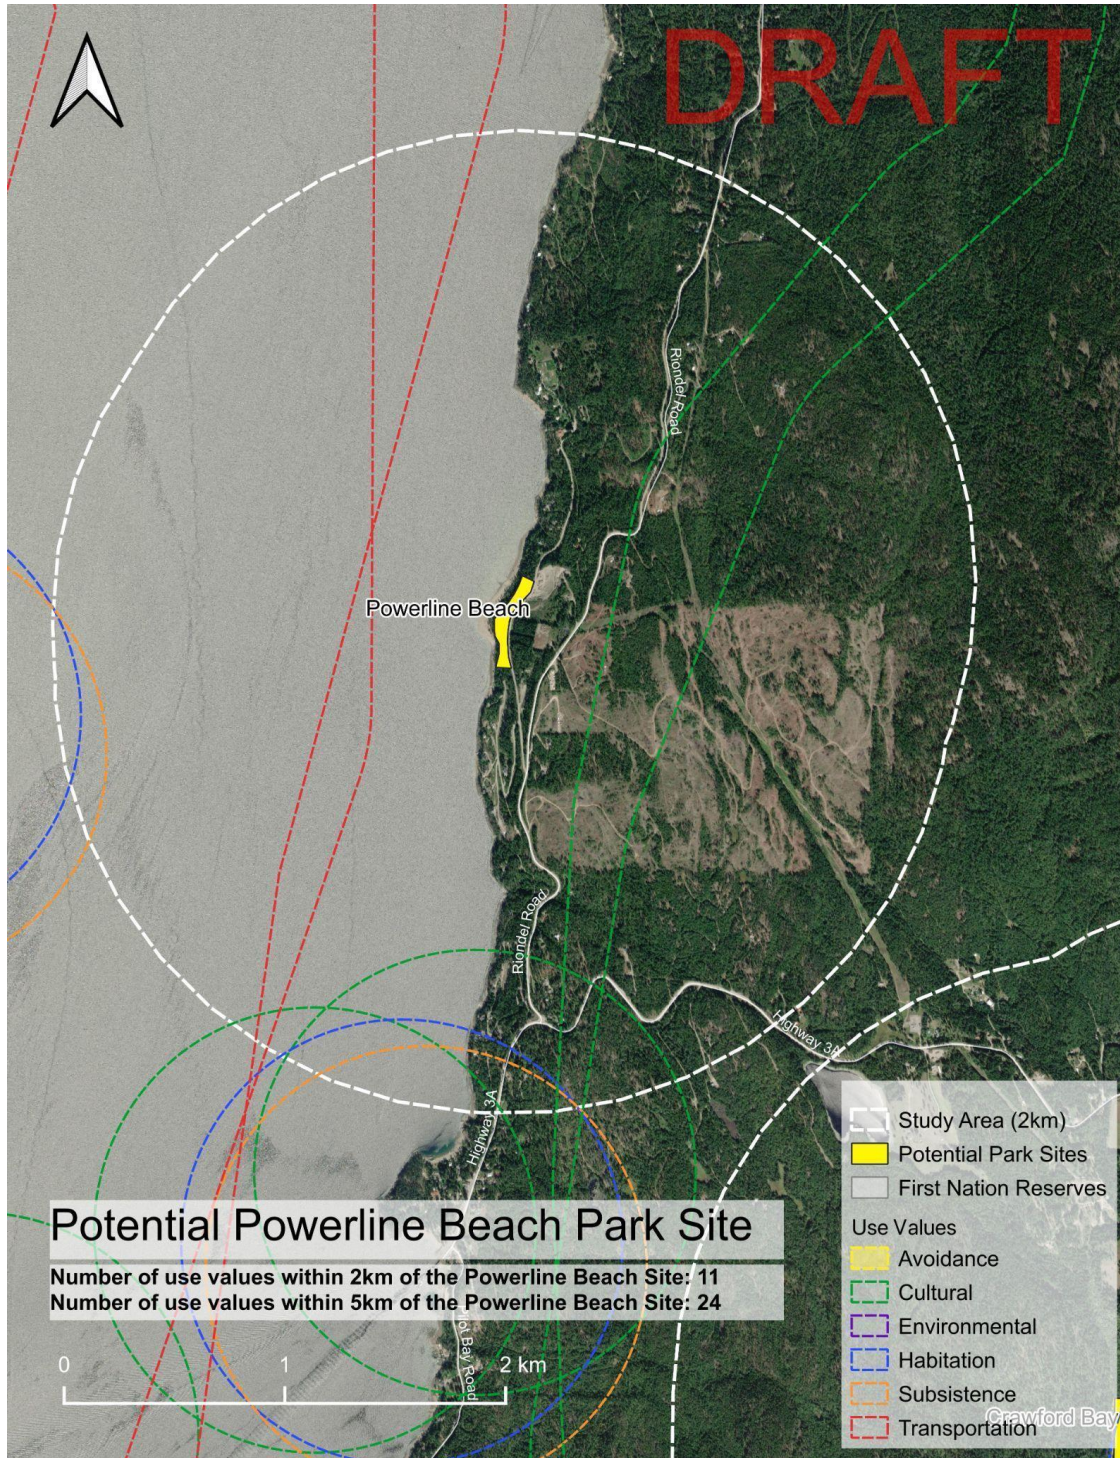 DRAFT
Riondel Road
Powerline Beach
Riondel Road
Highway 3A
Highway 3A
Study Area (2km)
Potential Park Sites
First Nation Reserves
Use Values
Avoidance
Cultural
Environmental
Habitation
Subsistence
Transportation
Potential Powerline Beach Park Site
Number of use values within 2km of the Powerline Beach Site: 11
Number of use values within 5km of the Powerline Beach Site: 24
Bay Road
0 1 2 km
Crawford Bay